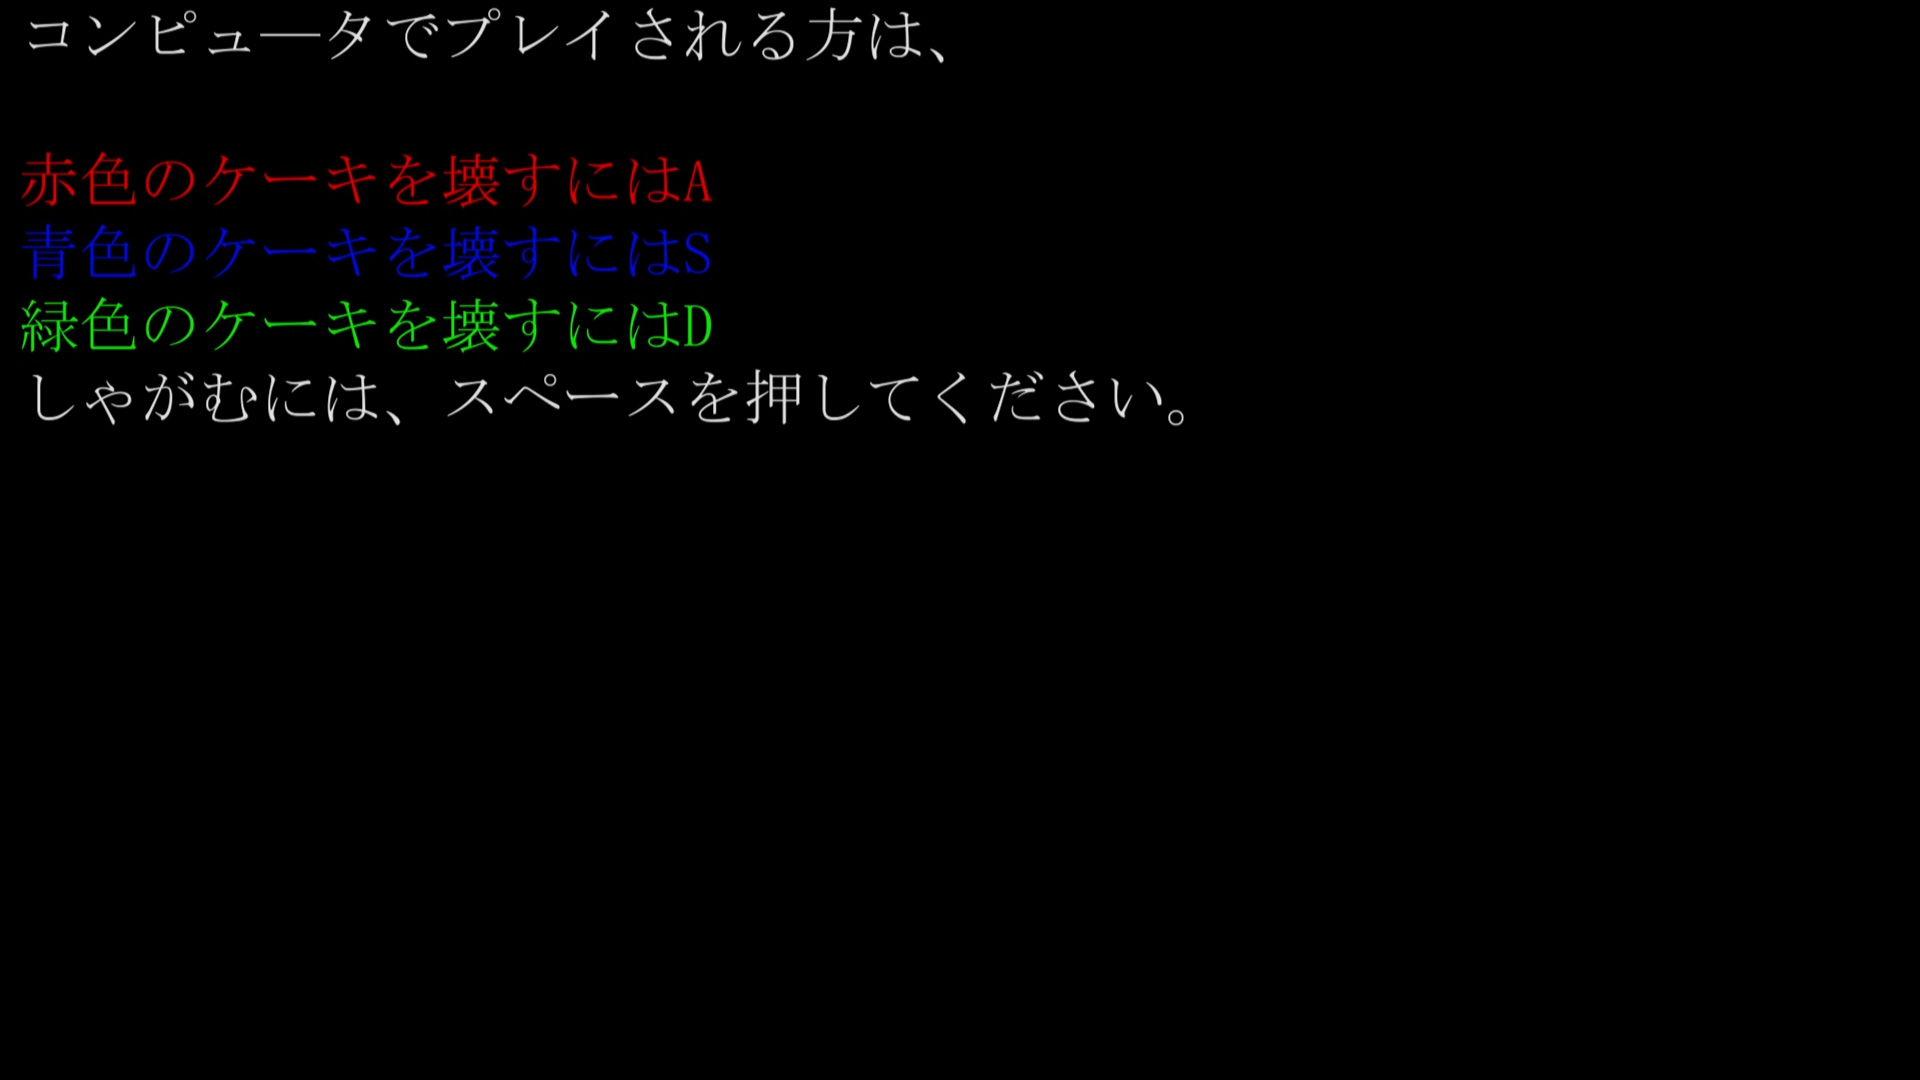 コンピュ―タでプレイされる方は、
赤色のケーキを壊すにはA
青色のケーキを壊すにはS
緑色のケーキを壊すにはD
しゃがむには、スペースを押してください。